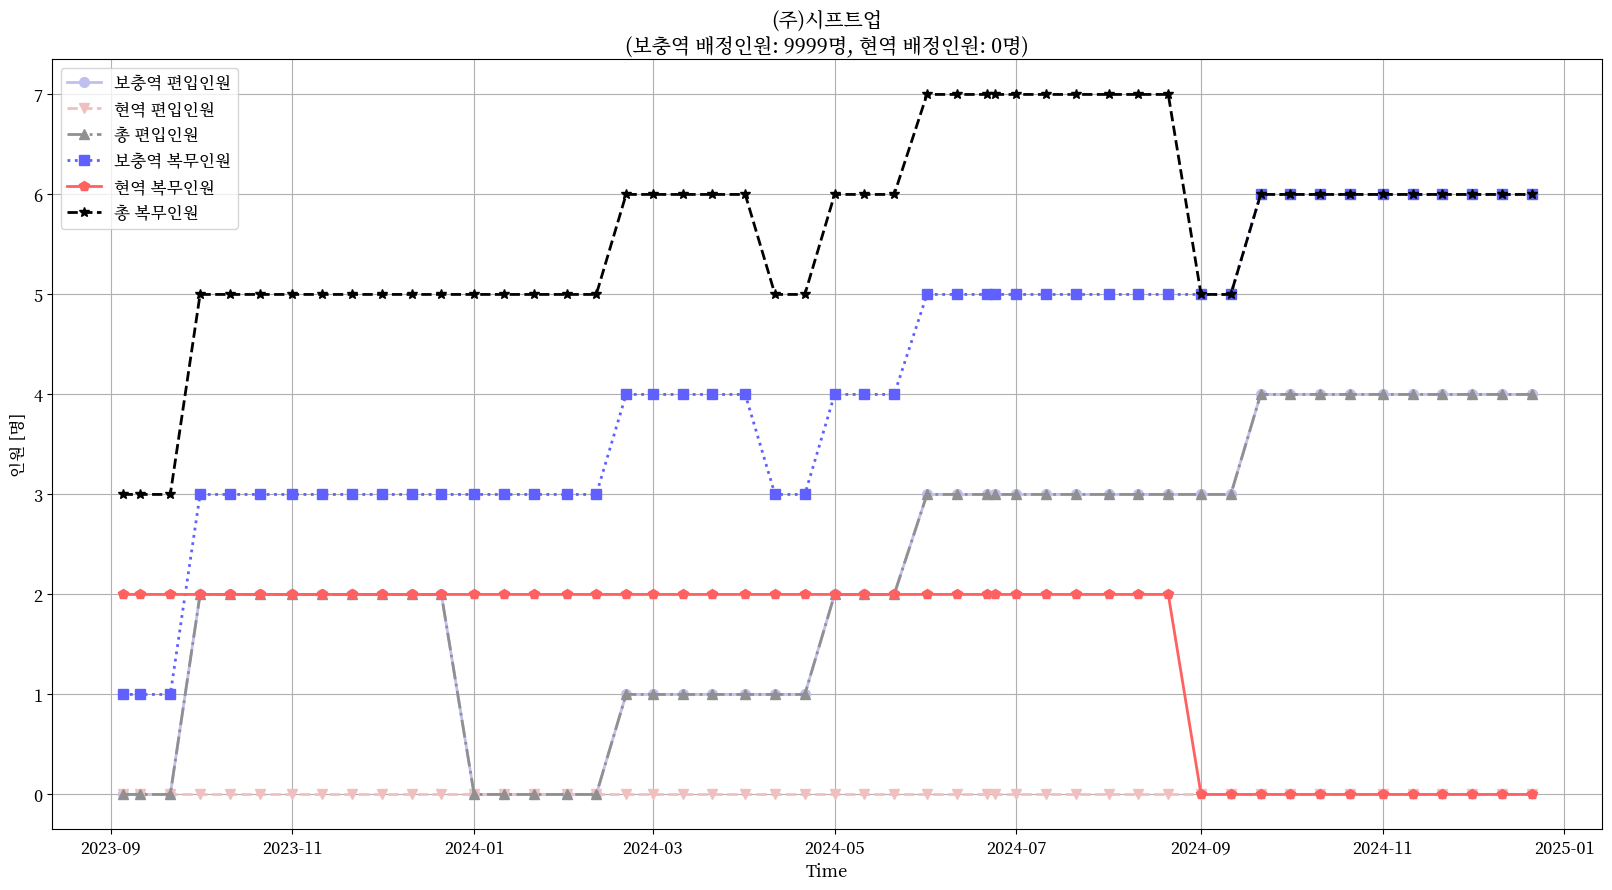 (주)시프트업
(보충역 배정인원: 9999명, 현역 배정인원: 0명)
보충역 편입인원
현역 편입인원
총 편입인원
보충역 복무인원
현역 복무인원
총 복무인원
인원 [명]
7
6
5
4
3
2
1
0
2023-09
2023-11
2024-01
2024-03
2024-05
2024-07
2024-09
2024-11
2025-01
Time